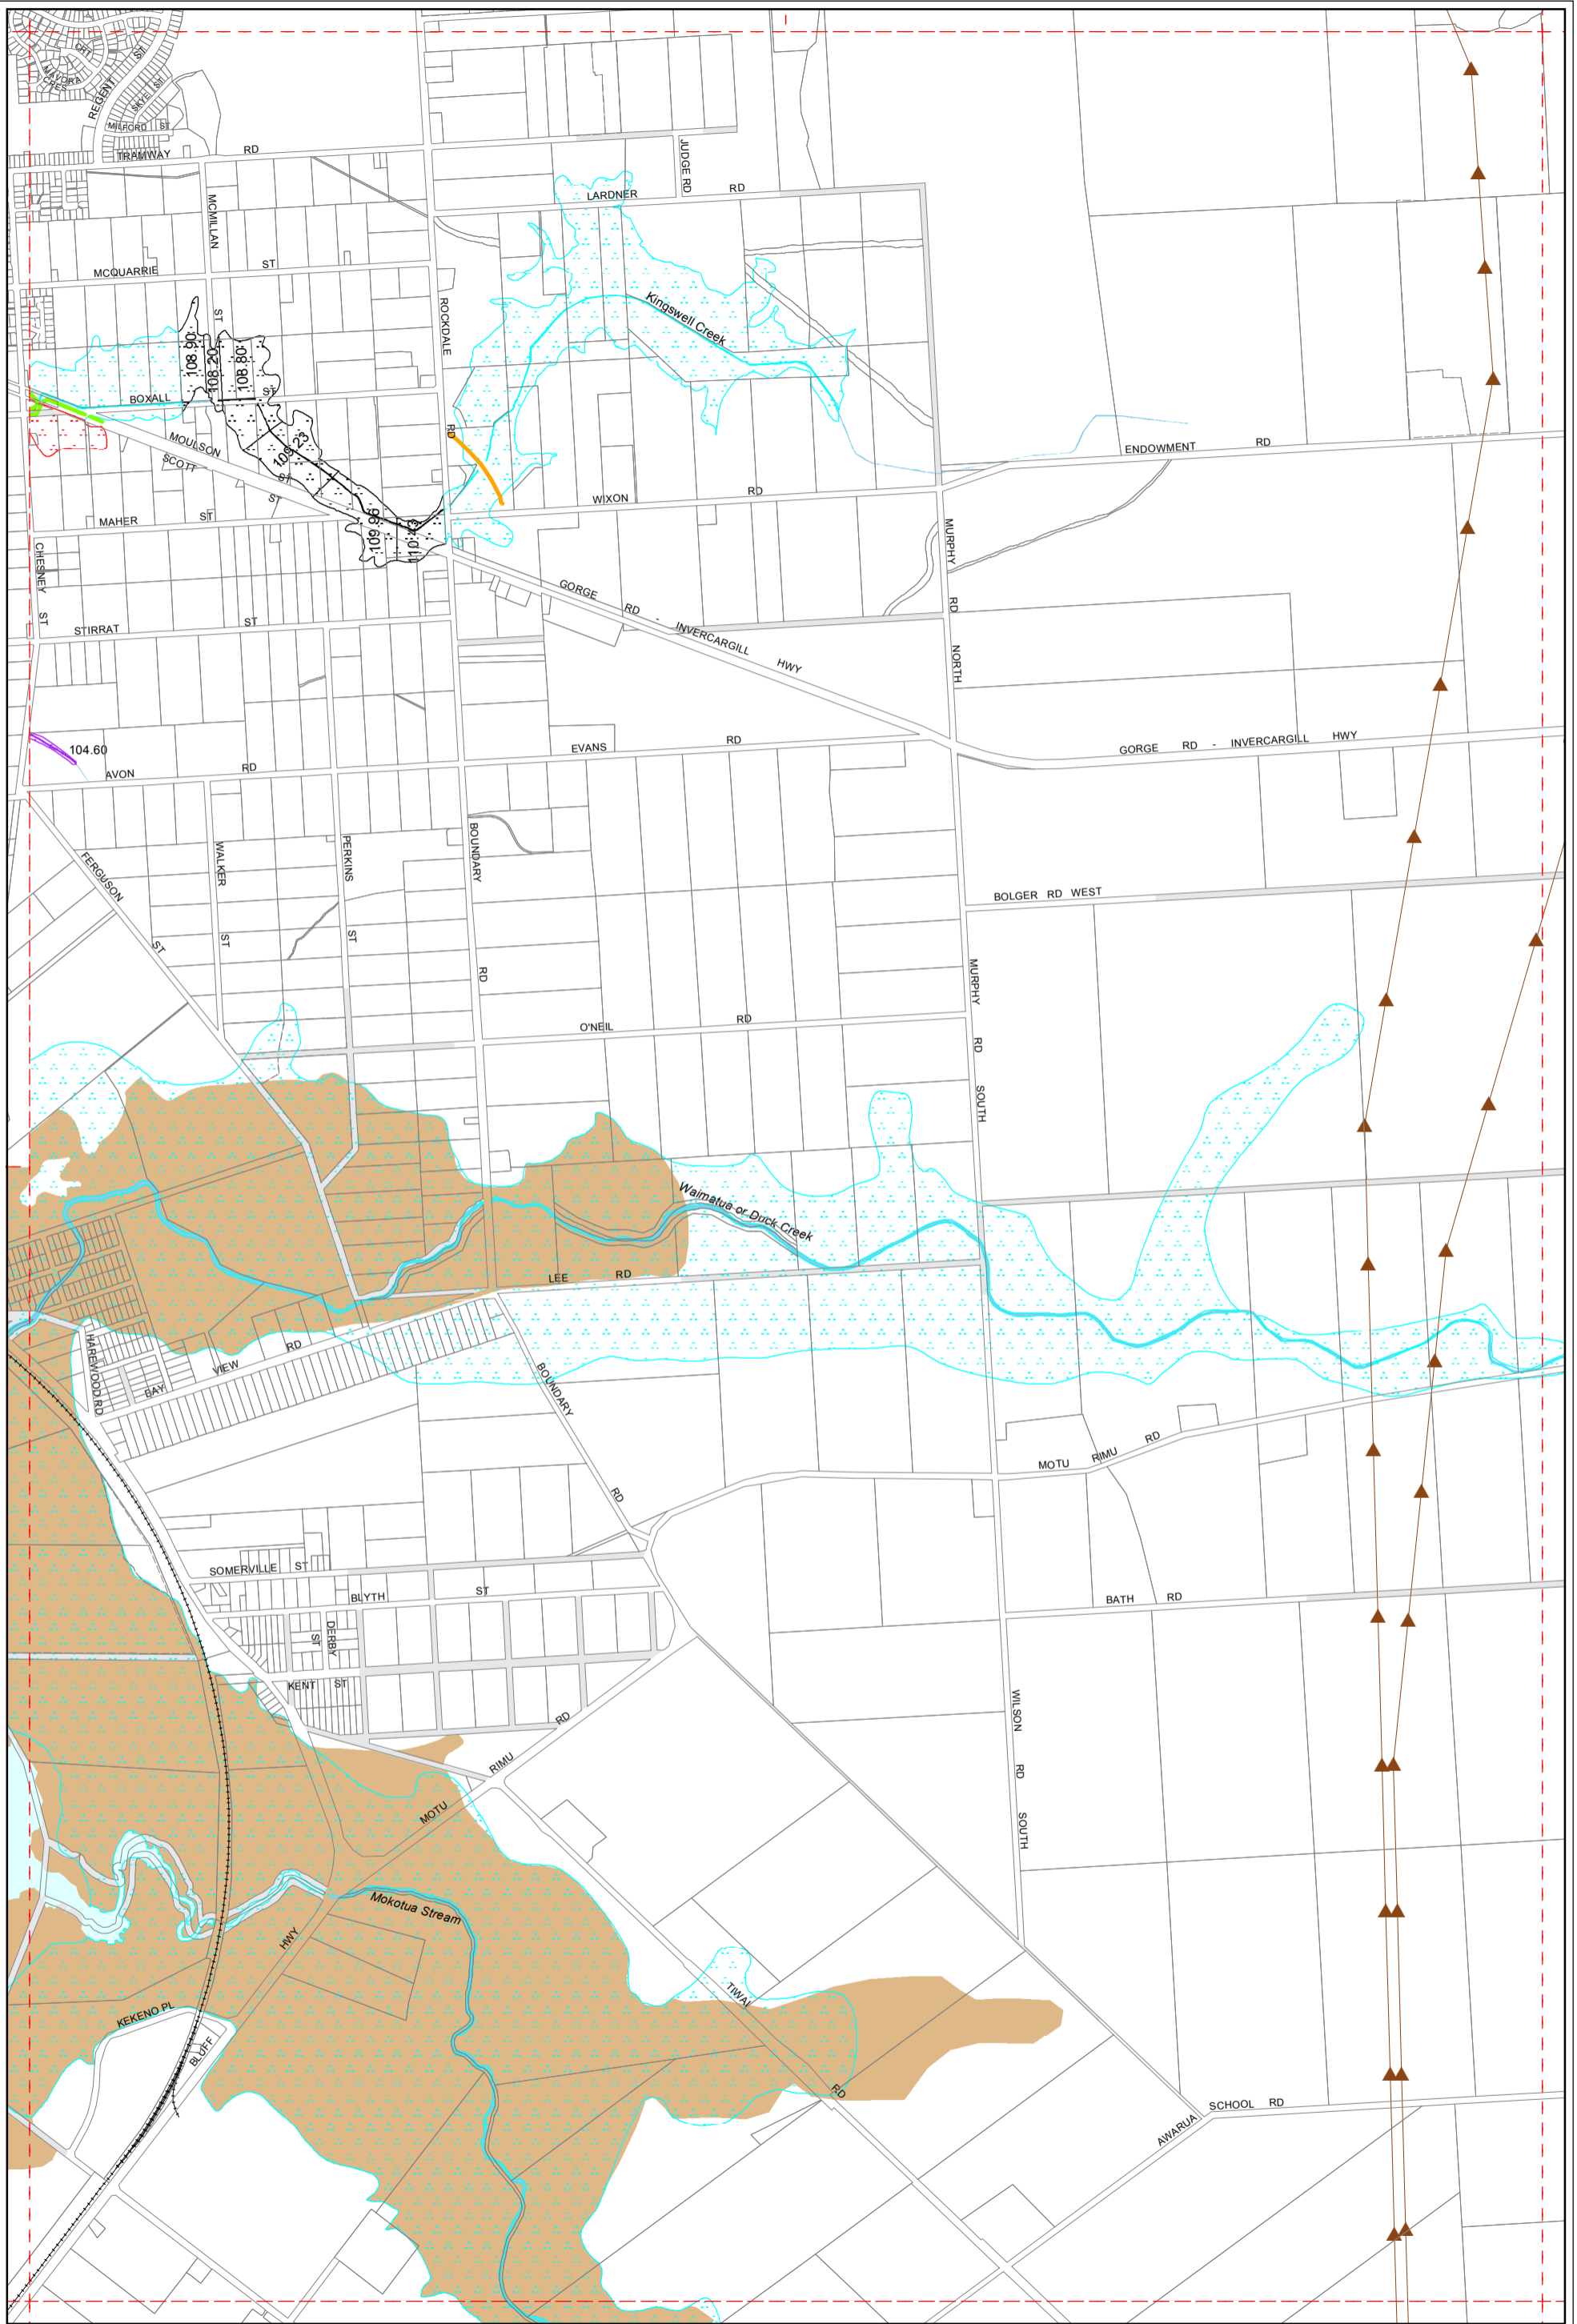 CRT
MAVORA
CRES
REGENT
ST
SKYE ST
MILFORD ST
TRAMWAY RD
JUDGE RD
LARDNER RD
MCMILLAN
ST
MCQUARRIE ST
ROCKDALE
RD
Kingswell Creek
108.90
108.20
108.80
BOXALL ST
MOULSON
ST
SCOTT
ST
109.23
109.96
110.43
ENDOWMENT RD
WIXON RD
MAHER ST
CHESNEY
ST
MURPHY
RD
NORTH
GORGE RD - INVERCARGILL HWY
STIRRAT ST
104.60
EVANS RD
GORGE RD - INVERCARGILL HWY
AVON RD
FERGUSON
ST
WALKER
ST
PERKINS
ST
BOUNDARY
RD
BOLGER RD WEST
MURPHY
RD
SOUTH
O'NEIL RD
Waimatua or Duck Creek
LEE RD
HAREWOOD RD
BAY VIEW RD
BOUNDARY
RD
MOTU RIMU RD
SOMERVILLE ST
BLYTH ST
BATH RD
DERBY
ST
KENT ST
WILSON
RD
SOUTH
MOTU RIMU RD
Mokotua Stream
HWY
TIWAI
RD
KEKENO PL
BLUFF
AWARUA
SCHOOL RD